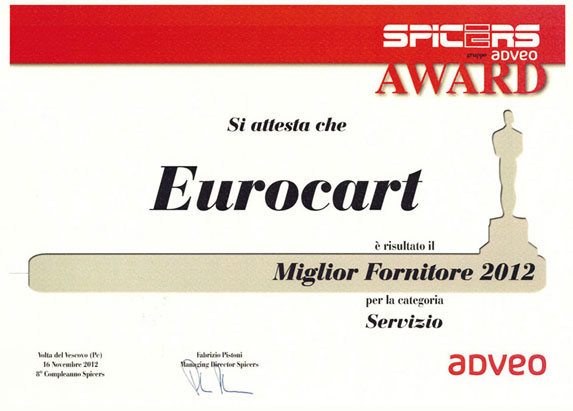 SPICERS
gruppo adveo
AWARD
Si attesta che
Eurocart
è risultato il
Miglior Fornitore 2012
per la categoria
Servizio
Volta del Vescovo (Pc)
16 Novembre 2012
8° Compleanno Spicers
Fabrizio Pistoni
Managing Director Spicers
adveo